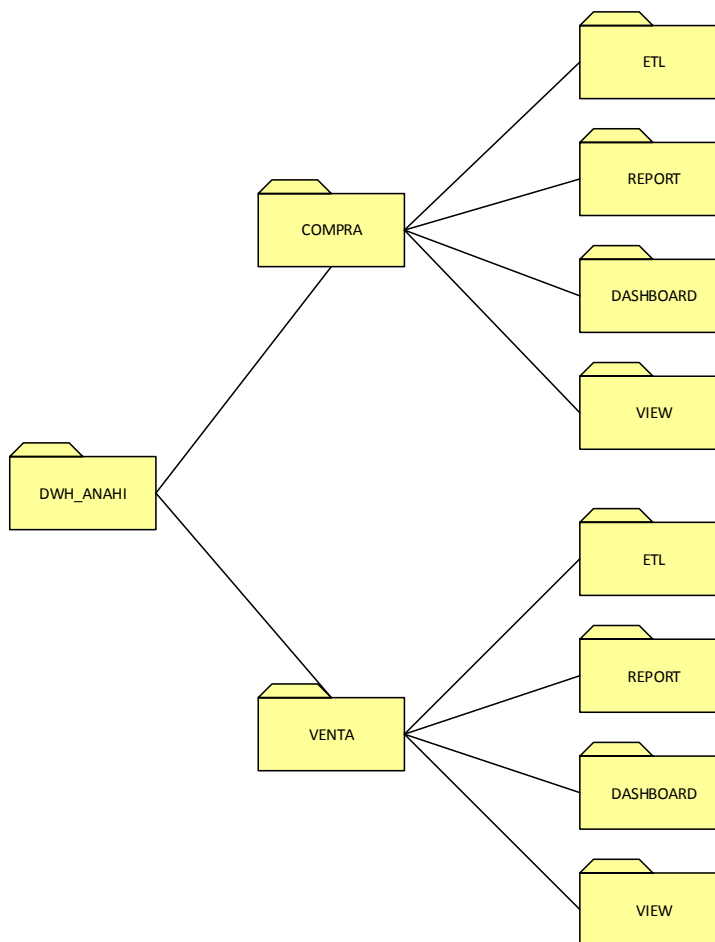 ETL
REPORT
COMPRA
DASHBOARD
VIEW
DWH_ANAHI
ETL
REPORT
VENTA
DASHBOARD
VIEW